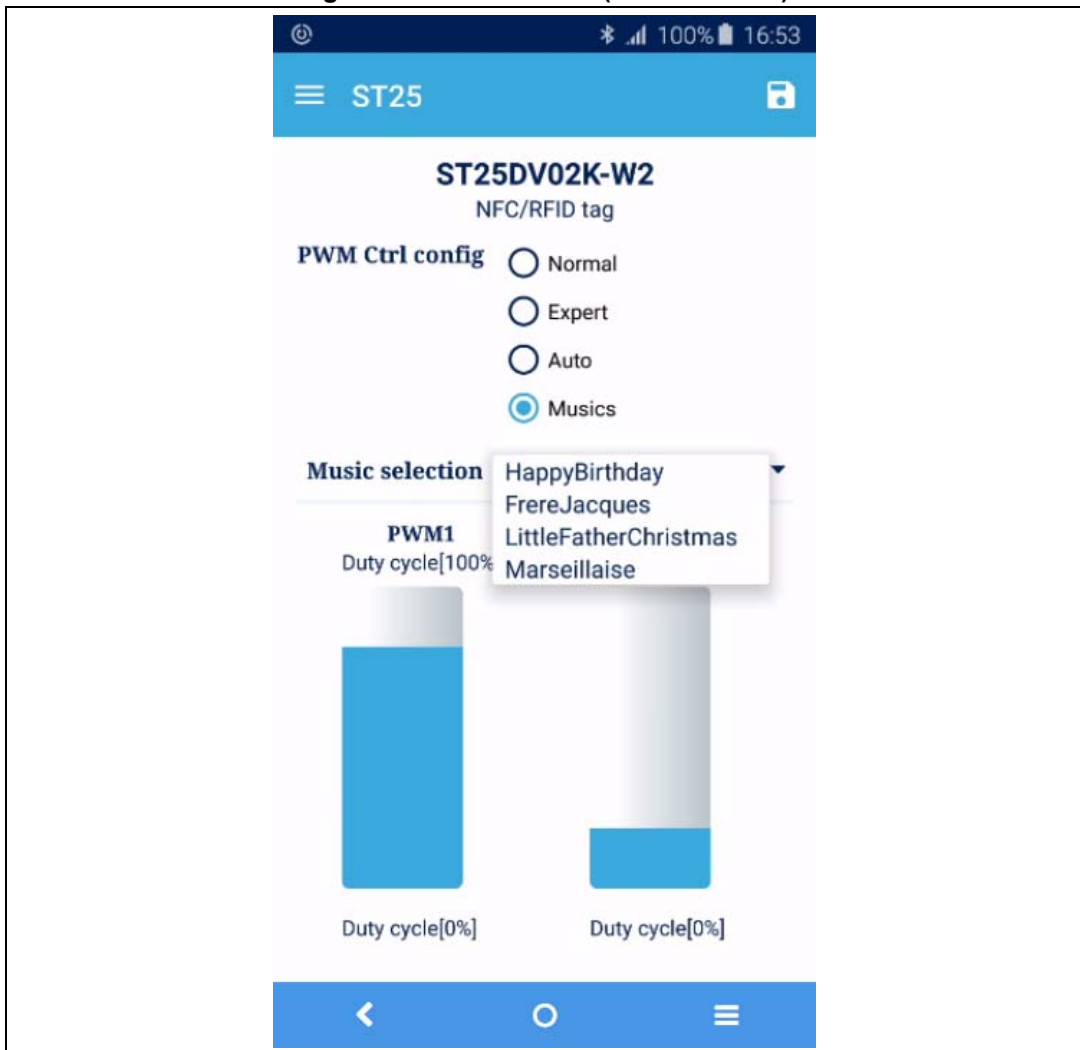 100% 16:53
ST25
ST25DV02K-W2
NFC/RFID tag
PWM Ctrl config
Normal
Expert
Auto
Musics
Music selection
HappyBirthday
FrereJacques
LittleFatherChristmas
Marseillaise
PWM1
Duty cycle[100%
Duty cycle[0%] Duty cycle[0%]